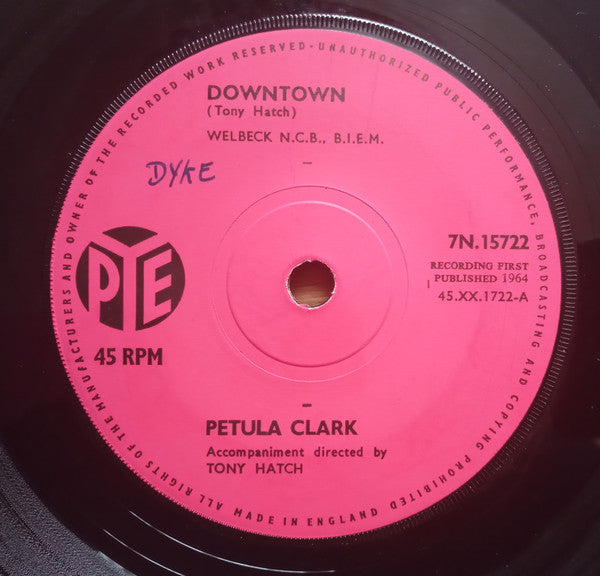 DOWNTOWN
(Tony Hatch)
WELBECK N.C.B., B.I.E.M.
DYKE
PYE
45 RPM
7N.15722
RECORDING FIRST
PUBLISHED 1964
45.XX.1722-A
PETULA CLARK
Accompaniment directed by
TONY HATCH
ALL RIGHTS OF THE MANUFACTURERS AND OWNER OF THE RECORDED WORK RESERVED-UNAUTHORIZED PUBLIC PERFORMANCE, BROADCASTING AND COPYING PROHIBITED
MADE IN ENGLAND